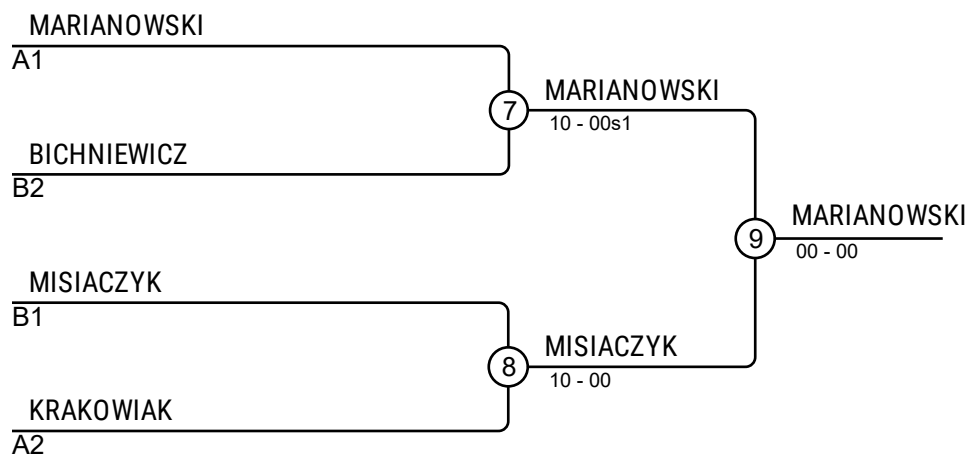 MARIANOWSKI
A1
7
MARIANOWSKI
10 - 00s1
BICHNIEWICZ
B2
9
MARIANOWSKI
00 - 00
MISIACZYK
B1
8
MISIACZYK
10 - 00
KRAKOWIAK
A2